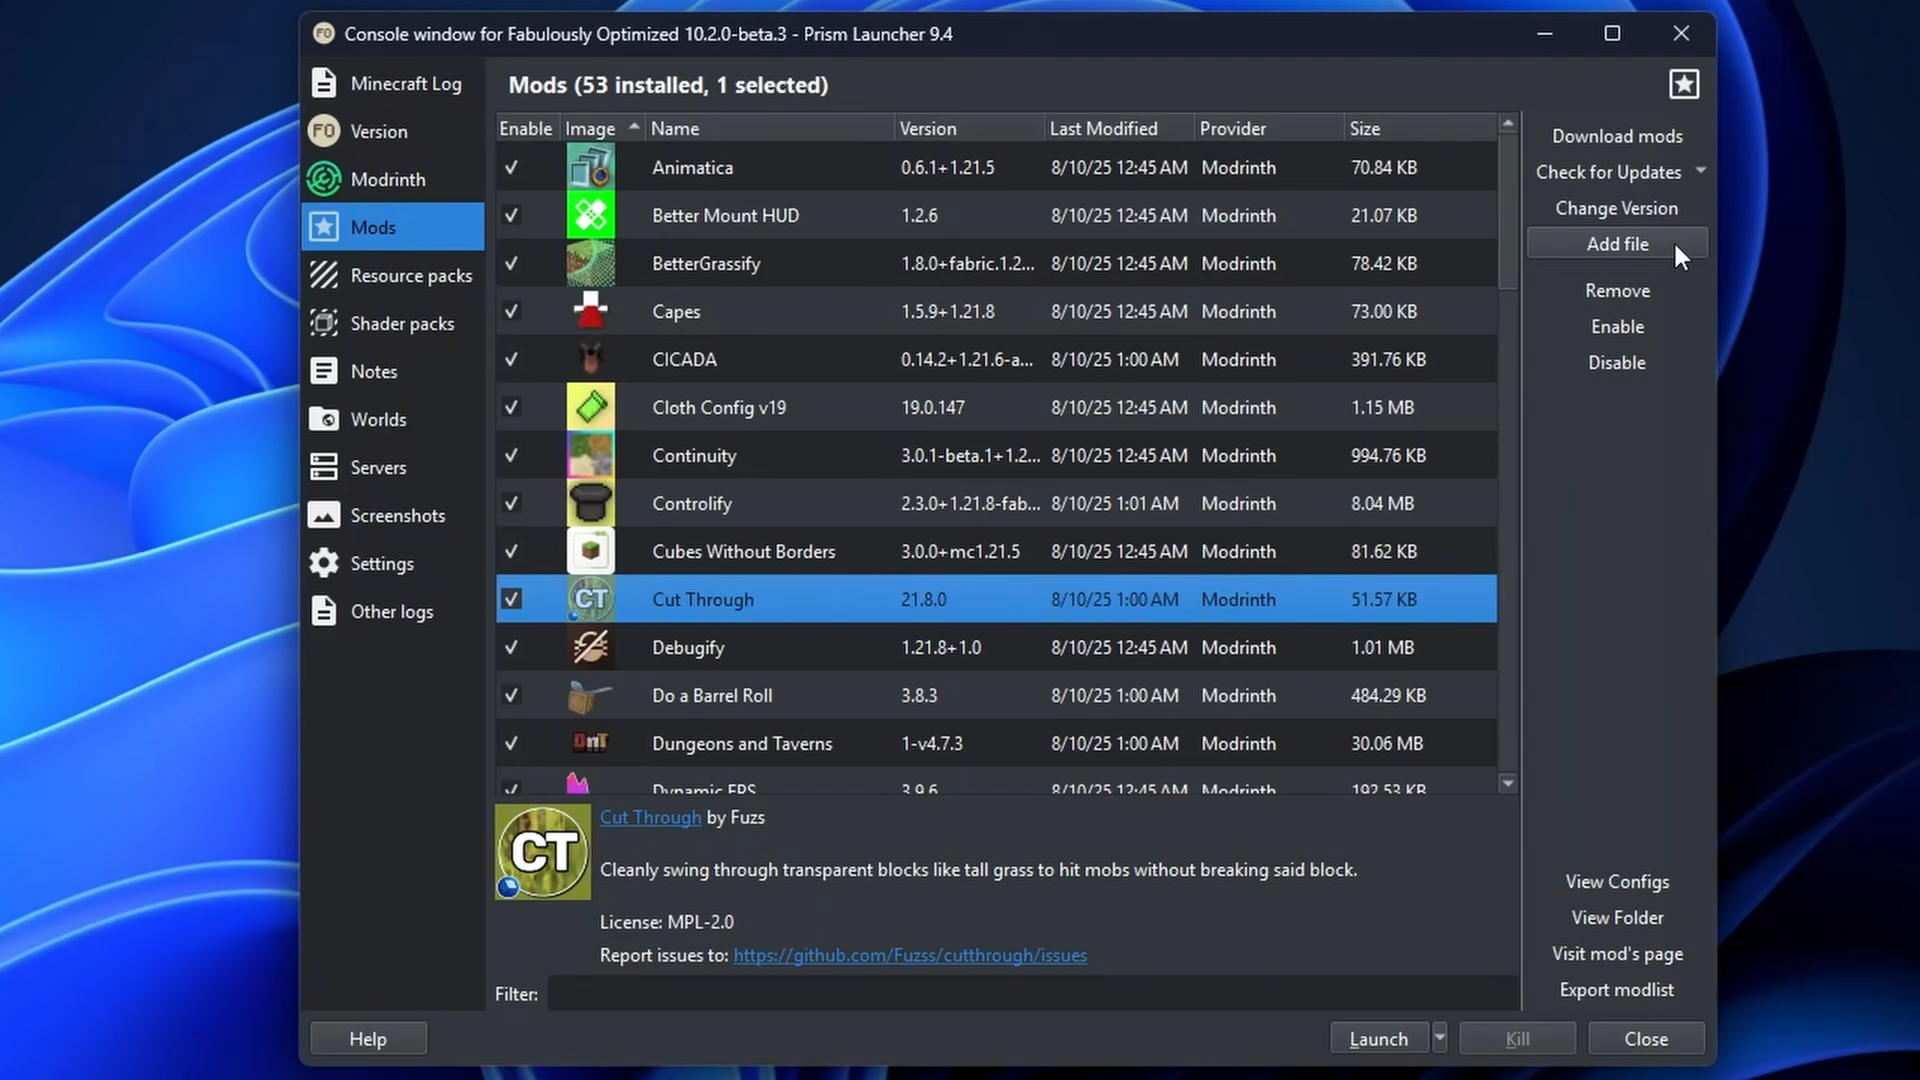 FO Console window for Fabulously Optimized 10.2.0-beta.3 - Prism Launcher 9.4
Minecraft Log
FO Version
Modrinth
Mods
Resource packs
Shader packs
Notes
Worlds
Servers
Screenshots
Settings
Other logs
Mods (53 installed, 1 selected)
Enable Image Name Version Last Modified Provider Size
Animatica 0.6.1+1.21.5 8/10/25 12:45 AM Modrinth 70.84 KB
Better Mount HUD 1.2.6 8/10/25 12:45 AM Modrinth 21.07 KB
BetterGrassify 1.8.0+fabric.1.2... 8/10/25 12:45 AM Modrinth 78.42 KB
Capes 1.5.9+1.21.8 8/10/25 12:45 AM Modrinth 73.00 KB
CICADA 0.14.2+1.21.6-a... 8/10/25 1:00 AM Modrinth 391.76 KB
Cloth Config v19 19.0.147 8/10/25 12:45 AM Modrinth 1.15 MB
Continuity 3.0.1-beta.1+1.2... 8/10/25 12:45 AM Modrinth 994.76 KB
Controlify 2.3.0+1.21.8-fab... 8/10/25 1:01 AM Modrinth 8.04 MB
Cubes Without Borders 3.0.0+mc1.21.5 8/10/25 12:45 AM Modrinth 81.62 KB
CT Cut Through 21.8.0 8/10/25 1:00 AM Modrinth 51.57 KB
Debugify 1.21.8+1.0 8/10/25 12:45 AM Modrinth 1.01 MB
Do a Barrel Roll 3.8.3 8/10/25 1:00 AM Modrinth 484.29 KB
DnT Dungeons and Taverns 1-v4.7.3 8/10/25 1:00 AM Modrinth 30.06 MB
Dynamic FPS 3.9.6 8/10/25 12:45 AM Modrinth 192.53 KB
CT
Cut Through by Fuzs
Cleanly swing through transparent blocks like tall grass to hit mobs without breaking said block.
License: MPL-2.0
Report issues to: https://github.com/Fuzss/cutthrough/issues
Filter:
Download mods
Check for Updates
Change Version
Add file
Remove
Enable
Disable
View Configs
View Folder
Visit mod's page
Export modlist
Help
Launch
Kill
Close